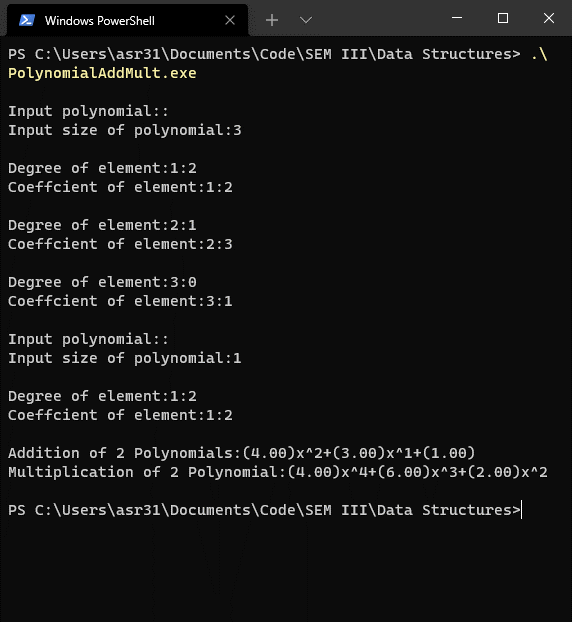 Windows PowerShell
PS C:\Users\asr31\Documents\Code\SEM III\Data Structures> .\
PolynomialAddMult.exe
Input polynomial::
Input size of polynomial:3
Degree of element:1:2
Coeffcient of element:1:2
Degree of element:2:1
Coeffcient of element:2:3
Degree of element:3:0
Coeffcient of element:3:1
Input polynomial::
Input size of polynomial:1
Degree of element:1:2
Coeffcient of element:1:2
Addition of 2 Polynomials:(4.00)x^2+(3.00)x^1+(1.00)
Multiplication of 2 Polynomial:(4.00)x^4+(6.00)x^3+(2.00)x^2
PS C:\Users\asr31\Documents\Code\SEM III\Data Structures>